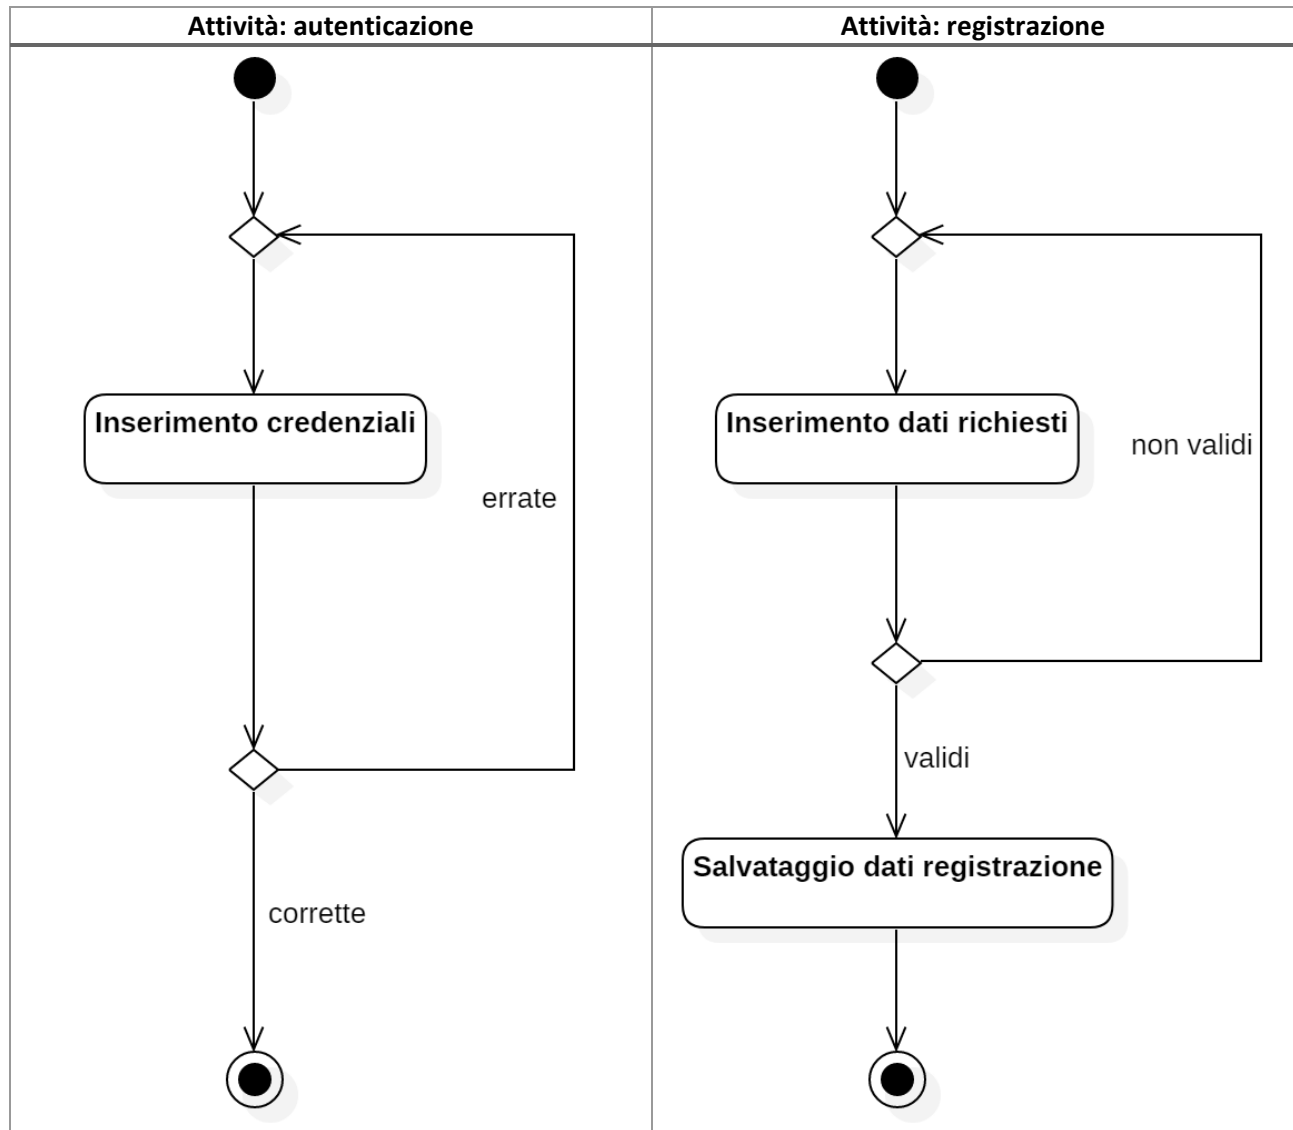 Attività: autenticazione
Attività: registrazione
Inserimento credenziali
errate
corrette
Inserimento dati richiesti
non validi
validi
Salvataggio dati registrazione